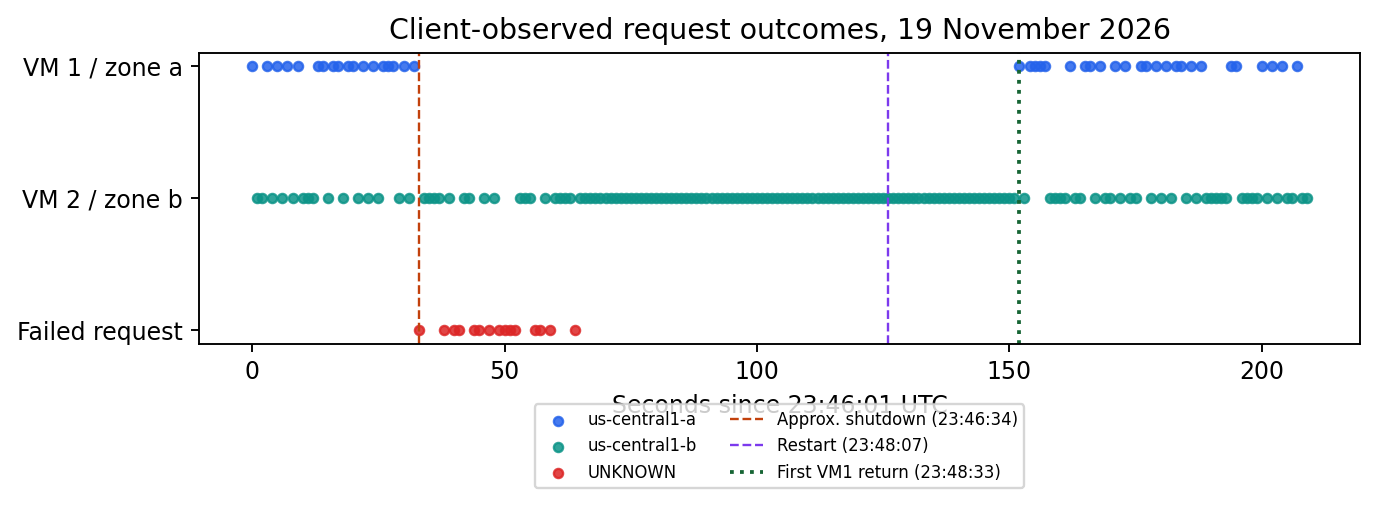 Client-observed request outcomes, 19 November 2026
VM 1 / zone a
VM 2 / zone b
Failed request
0 50 100 150 200
Seconds since 23:46:01 UTC
us-central1-a
us-central1-b
UNKNOWN
Approx. shutdown (23:46:34)
Restart (23:48:07)
First VM1 return (23:48:33)